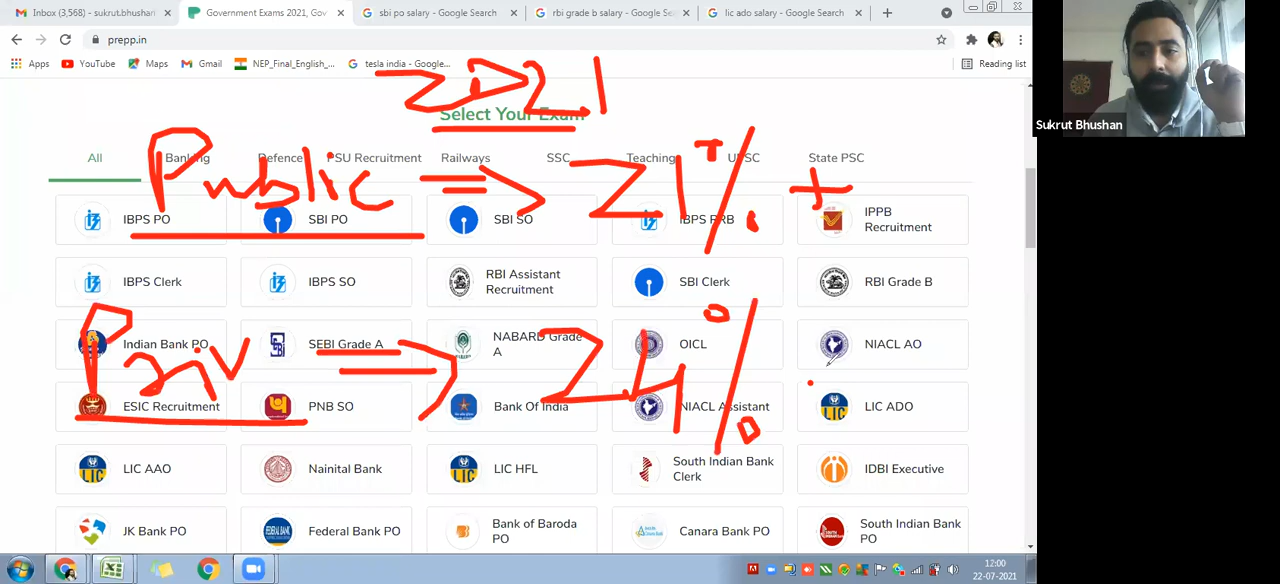 Inbox (3,568) - sukrut.bhushan
Government Exams 2021, Gov
sbi po salary - Google Search
rbi grade b salary - Google Se
lic ado salary - Google Search
prepp.in
Apps
YouTube
Maps
Gmail
NEP_Final_English_...
tesla india - Google...
Reading list
Sukrut Bhushan
2021
Select Your Exam
All
Banking
Defence
PSU Recruitment
Railways
SSC
Teaching
UPSC
State PSC
Public => 21% +
IBPS PO
SBI PO
SBI SO
IBPS RRB
IPPB
Recruitment
IBPS Clerk
IBPS SO
RBI Assistant
Recruitment
SBI Clerk
RBI Grade B
Priv => 24%
Indian Bank PO
SEBI Grade A
NABARD Grade
A
OICL
NIACL AO
ESIC Recruitment
PNB SO
Bank Of India
NIACL Assistant
LIC ADO
LIC AAO
Nainital Bank
LIC HFL
South Indian Bank
Clerk
IDBI Executive
JK Bank PO
Federal Bank PO
Bank of Baroda
PO
Canara Bank PO
South Indian Bank
PO
12:00
22-07-2021